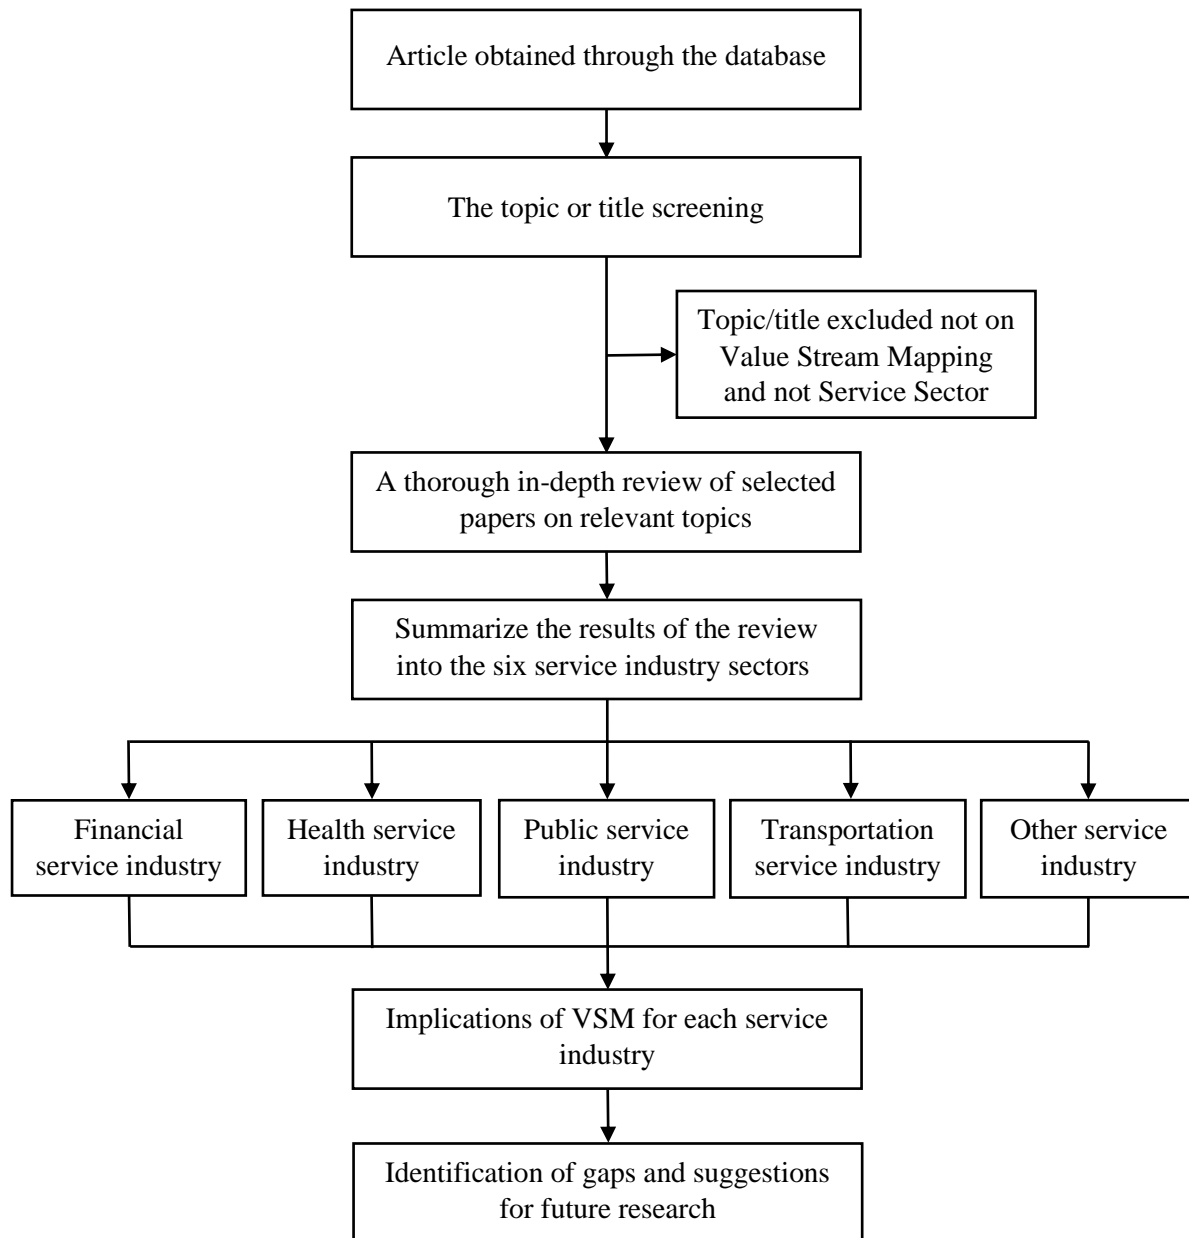 Article obtained through the database
The topic or title screening
Topic/title excluded not on
Value Stream Mapping
and not Service Sector
A thorough in-depth review of selected
papers on relevant topics
Summarize the results of the review
into the six service industry sectors
Financial
service industry
Health service
industry
Public service
industry
Transportation
service industry
Other service
industry
Implications of VSM for each service
industry
Identification of gaps and suggestions
for future research